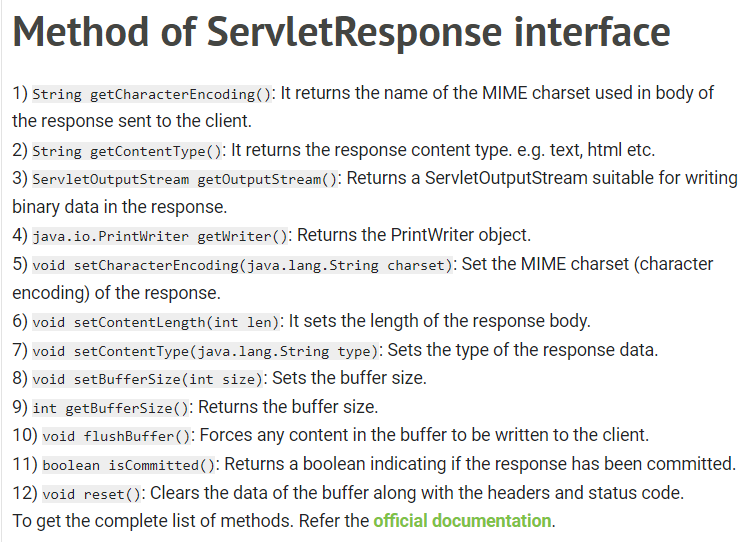 Method of ServletResponse interface
1) String getCharacterEncoding(): It returns the name of the MIME charset used in body of
the response sent to the client.
2) String getContentType(): It returns the response content type. e.g. text, html etc.
3) ServletOutputStream getOutputStream(): Returns a ServletOutputStream suitable for writing
binary data in the response.
4) java.io.PrintWriter getWriter(): Returns the PrintWriter object.
5) void setCharacterEncoding(java.lang.String charset): Set the MIME charset (character
encoding) of the response.
6) void setContentLength(int len): It sets the length of the response body.
7) void setContentType(java.lang.String type): Sets the type of the response data.
8) void setBufferSize(int size): Sets the buffer size.
9) int getBufferSize(): Returns the buffer size.
10) void flushBuffer(): Forces any content in the buffer to be written to the client.
11) boolean isCommitted(): Returns a boolean indicating if the response has been committed.
12) void reset(): Clears the data of the buffer along with the headers and status code.
To get the complete list of methods. Refer the official documentation.